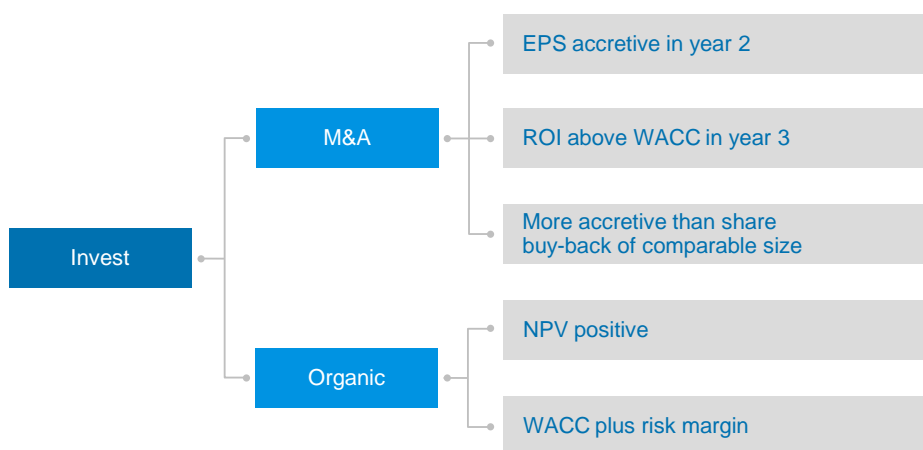 EPS accretive in year 2
M&A
ROI above WACC in year 3
More accretive than share
buy-back of comparable size
Invest
NPV positive
Organic
WACC plus risk margin